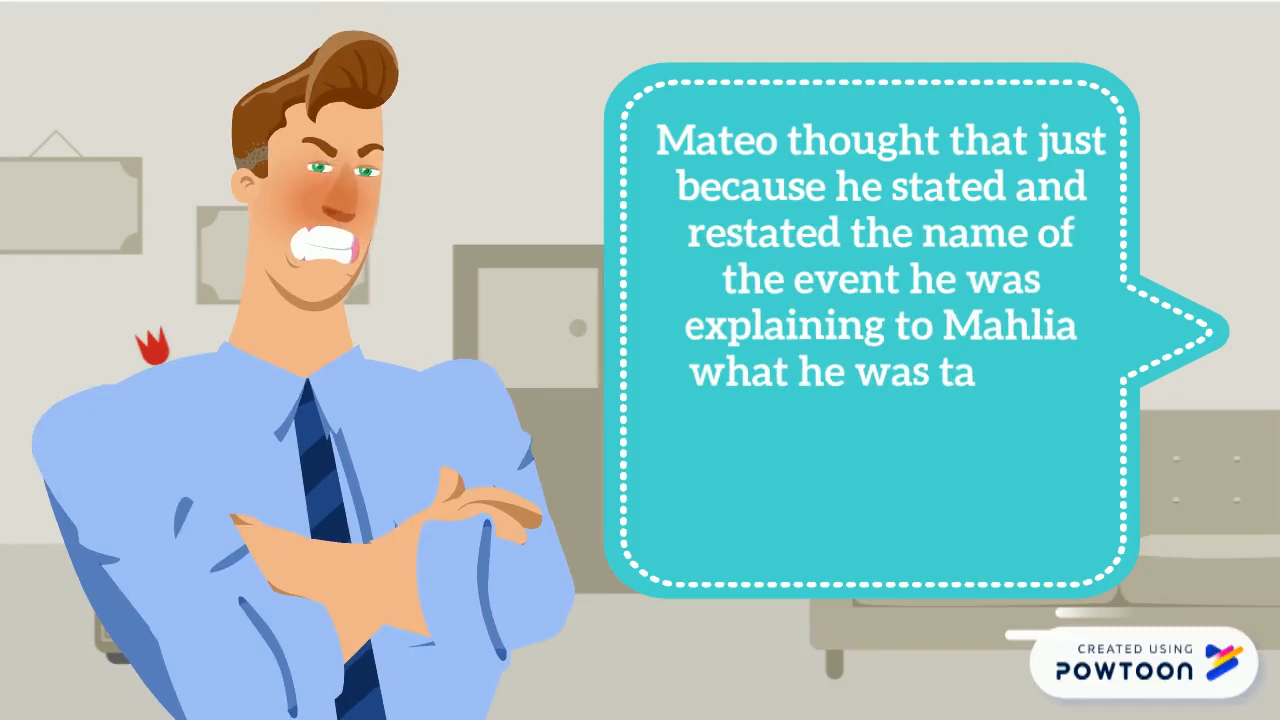 Mateo thought that just
because he stated and
restated the name of
the event he was
explaining to Mahlia
what he was ta
CREATED USING
POWTOON